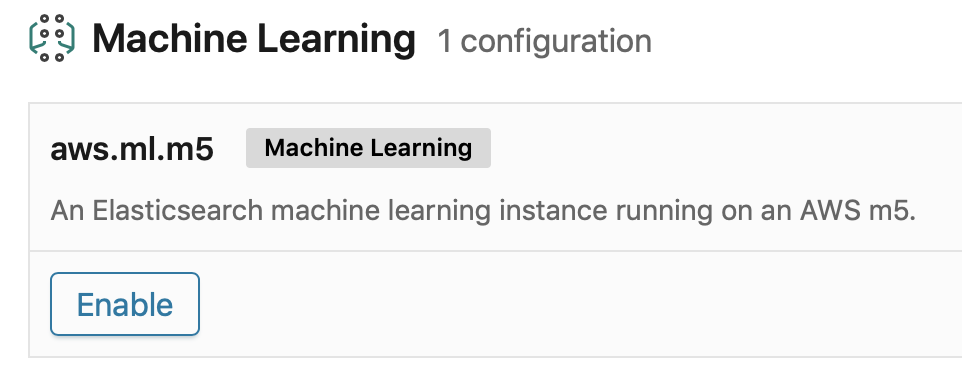 Machine Learning 1 configuration
aws.ml.m5 Machine Learning
An Elasticsearch machine learning instance running on an AWS m5.
Enable